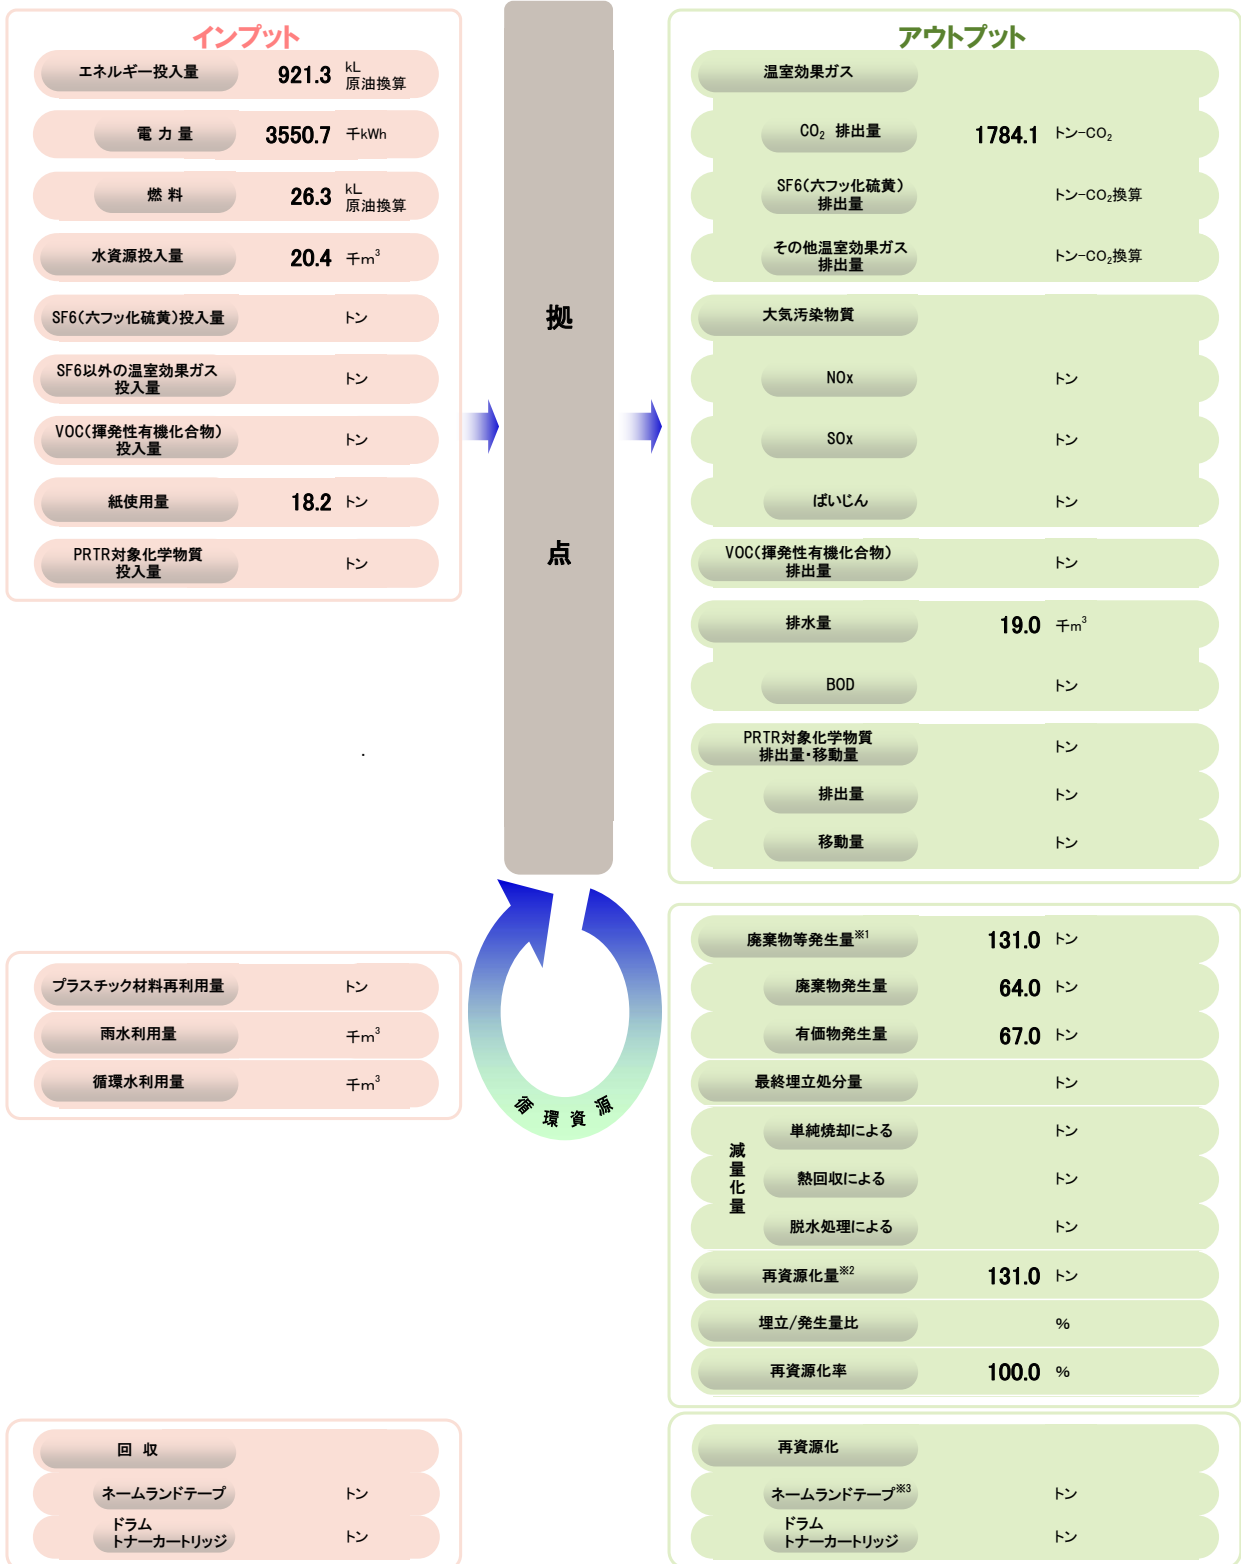 インプット
エネルギー投入量 921.3 kL
原油換算
電力量 3550.7 千kWh
燃料 26.3 kL
原油換算
水資源投入量 20.4 千m³
SF6(六フッ化硫黄)投入量 トン
SF6以外の温室効果ガス
投入量 トン
VOC(揮発性有機化合物)
投入量 トン
紙使用量 18.2 トン
PRTR対象化学物質
投入量 トン
拠
点
アウトプット
温室効果ガス
CO₂ 排出量 1784.1 トン-CO₂
SF6(六フッ化硫黄)
排出量 トン-CO₂換算
その他温室効果ガス
排出量 トン-CO₂換算
大気汚染物質
NOx トン
SOx トン
ばいじん トン
VOC(揮発性有機化合物)
排出量 トン
排水量 19.0 千m³
BOD トン
PRTR対象化学物質
排出量・移動量 トン
排出量 トン
移動量 トン
プラスチック材料再利用量 トン
雨水利用量 千m³
循環水利用量 千m³
循環資源
廃棄物等発生量※1 131.0 トン
廃棄物発生量 64.0 トン
有価物発生量 67.0 トン
最終埋立処分量 トン
減量化量
単純焼却による トン
熱回収による トン
脱水処理による トン
再資源化量※2 131.0 トン
埋立/発生量比 %
再資源化率 100.0 %
回 収
ネームランドテープ トン
ドラム
トナーカートリッジ トン
再資源化
ネームランドテープ※3 トン
ドラム
トナーカートリッジ トン